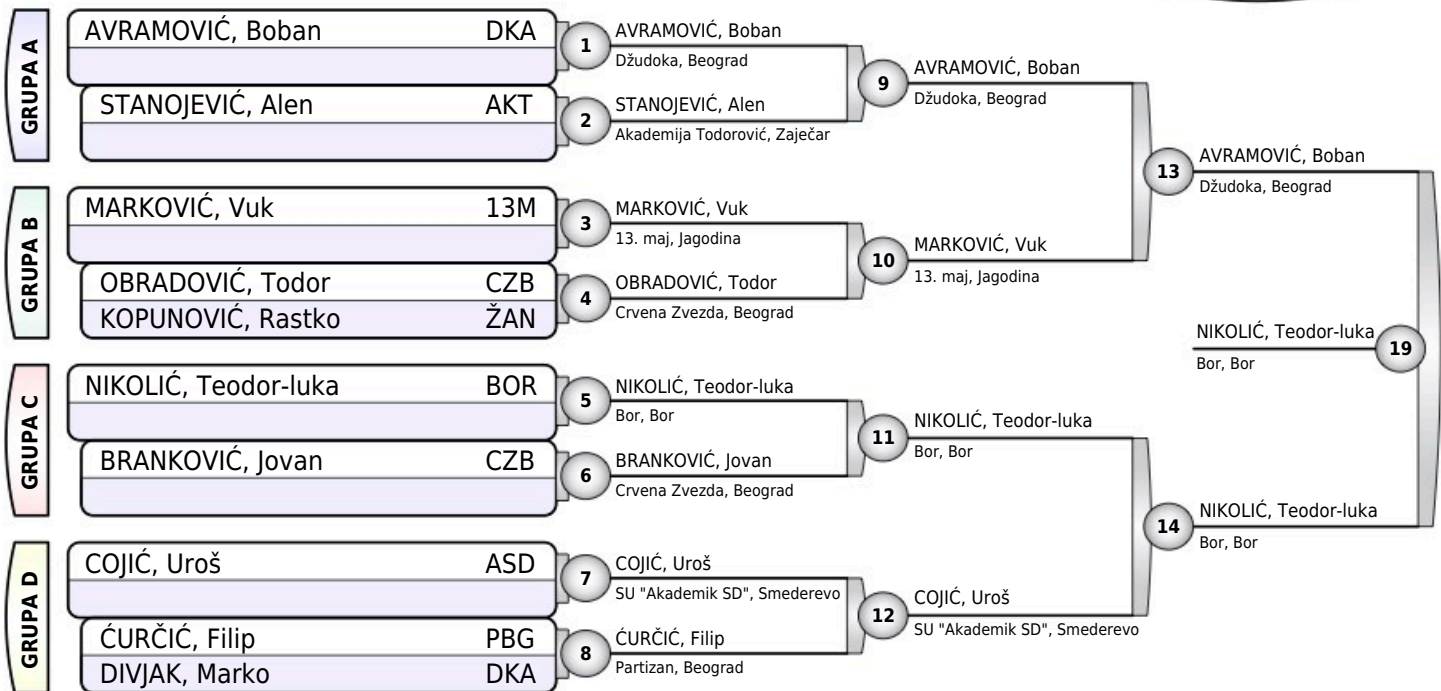 GRUPA A
AVRAMOVIĆ, Boban DKA
STANOJEVIĆ, Alen AKT
GRUPA B
MARKOVIĆ, Vuk 13M
OBRADOVIĆ, Todor CZB
KOPUNOVIĆ, Rastko ŽAN
GRUPA C
NIKOLIĆ, Teodor-luka BOR
BRANKOVIĆ, Jovan CZB
GRUPA D
COJIĆ, Uroš ASD
ĆURČIĆ, Filip PBG
DIVJAK, Marko DKA
1
AVRAMOVIĆ, Boban
Džudoka, Beograd
2
STANOJEVIĆ, Alen
Akademija Todorović, Zaječar
3
MARKOVIĆ, Vuk
13. maj, Jagodina
4
OBRADOVIĆ, Todor
Crvena Zvezda, Beograd
5
NIKOLIĆ, Teodor-luka
Bor, Bor
6
BRANKOVIĆ, Jovan
Crvena Zvezda, Beograd
7
COJIĆ, Uroš
SU "Akademik SD", Smederevo
8
ĆURČIĆ, Filip
Partizan, Beograd
9
AVRAMOVIĆ, Boban
Džudoka, Beograd
10
MARKOVIĆ, Vuk
13. maj, Jagodina
11
NIKOLIĆ, Teodor-luka
Bor, Bor
12
COJIĆ, Uroš
SU "Akademik SD", Smederevo
13
AVRAMOVIĆ, Boban
Džudoka, Beograd
14
NIKOLIĆ, Teodor-luka
Bor, Bor
NIKOLIĆ, Teodor-luka
19
Bor, Bor